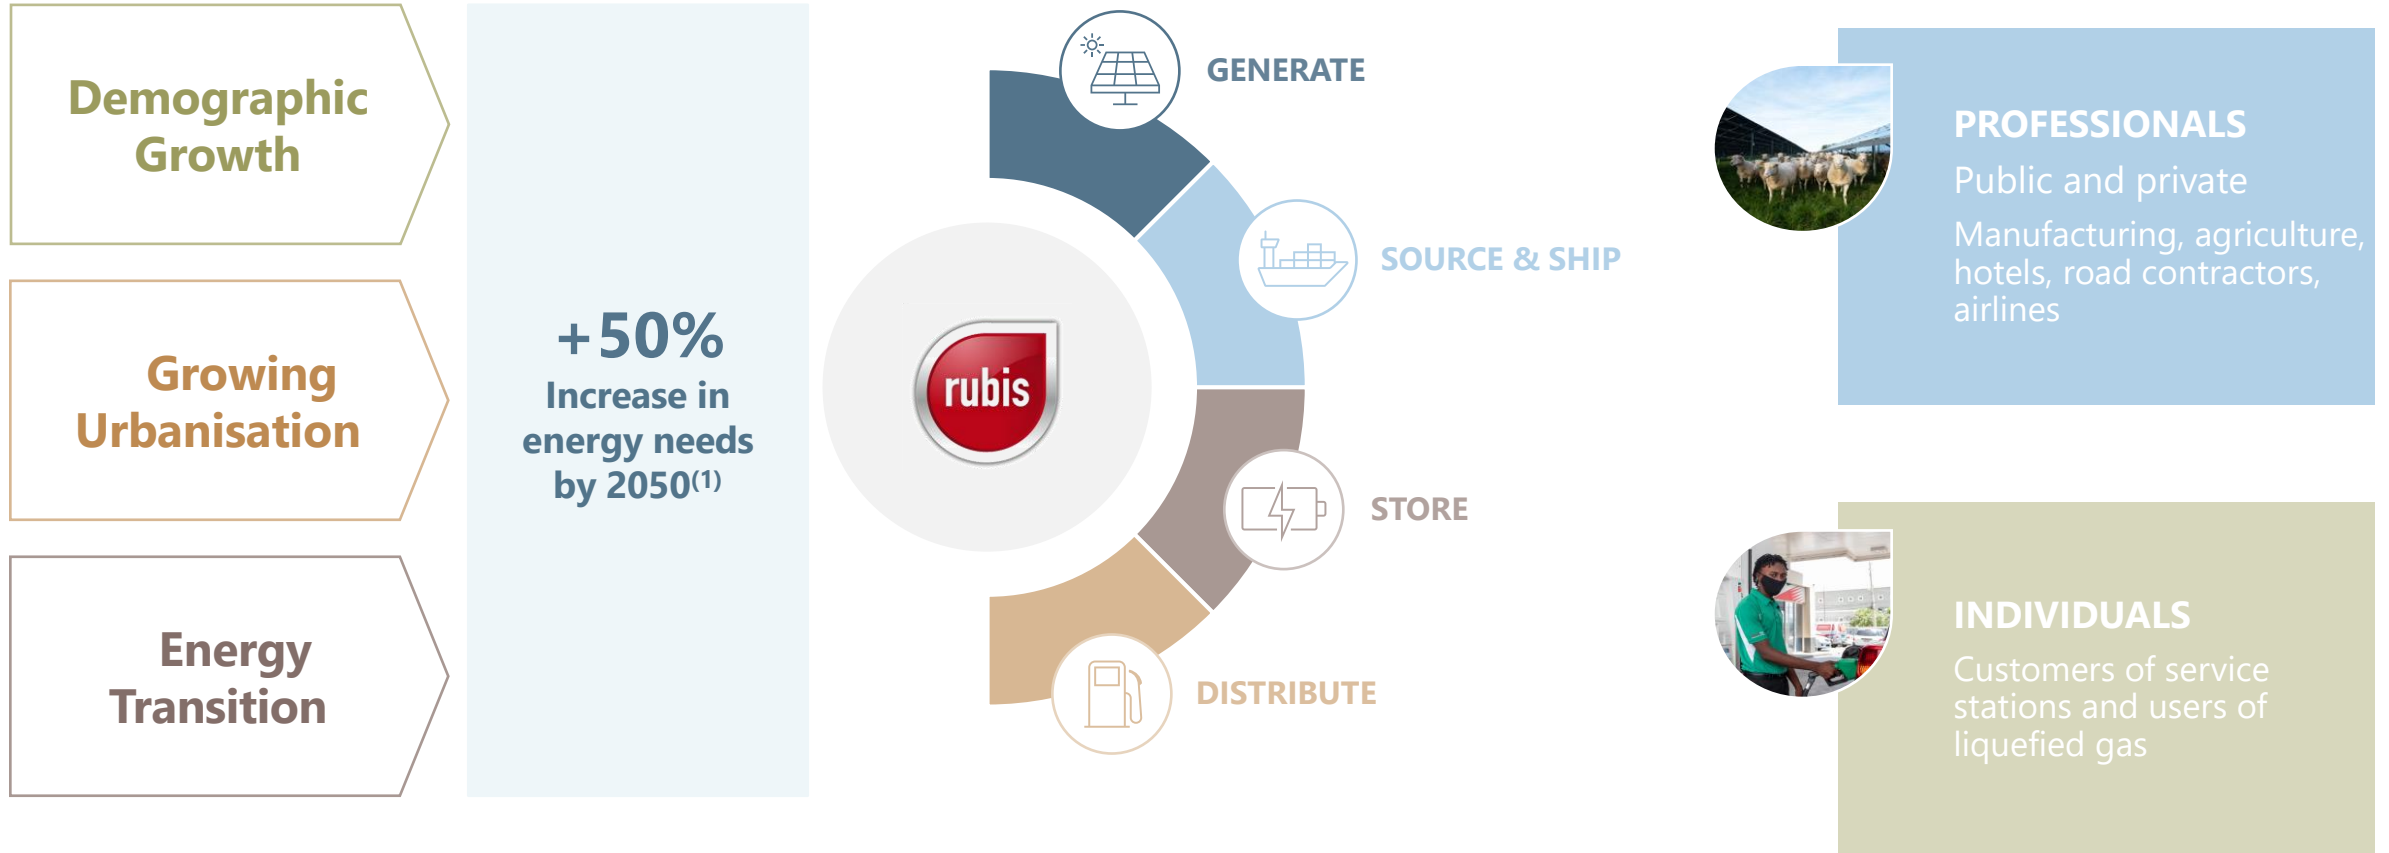 Demographic
Growth
Growing
Urbanisation
Energy
Transition
+50%
Increase in
energy needs
by 2050(1)
rubis
GENERATE
SOURCE & SHIP
STORE
DISTRIBUTE
PROFESSIONALS
Public and private
Manufacturing, agriculture,
hotels, road contractors,
airlines
INDIVIDUALS
Customers of service
stations and users of
liquefied gas